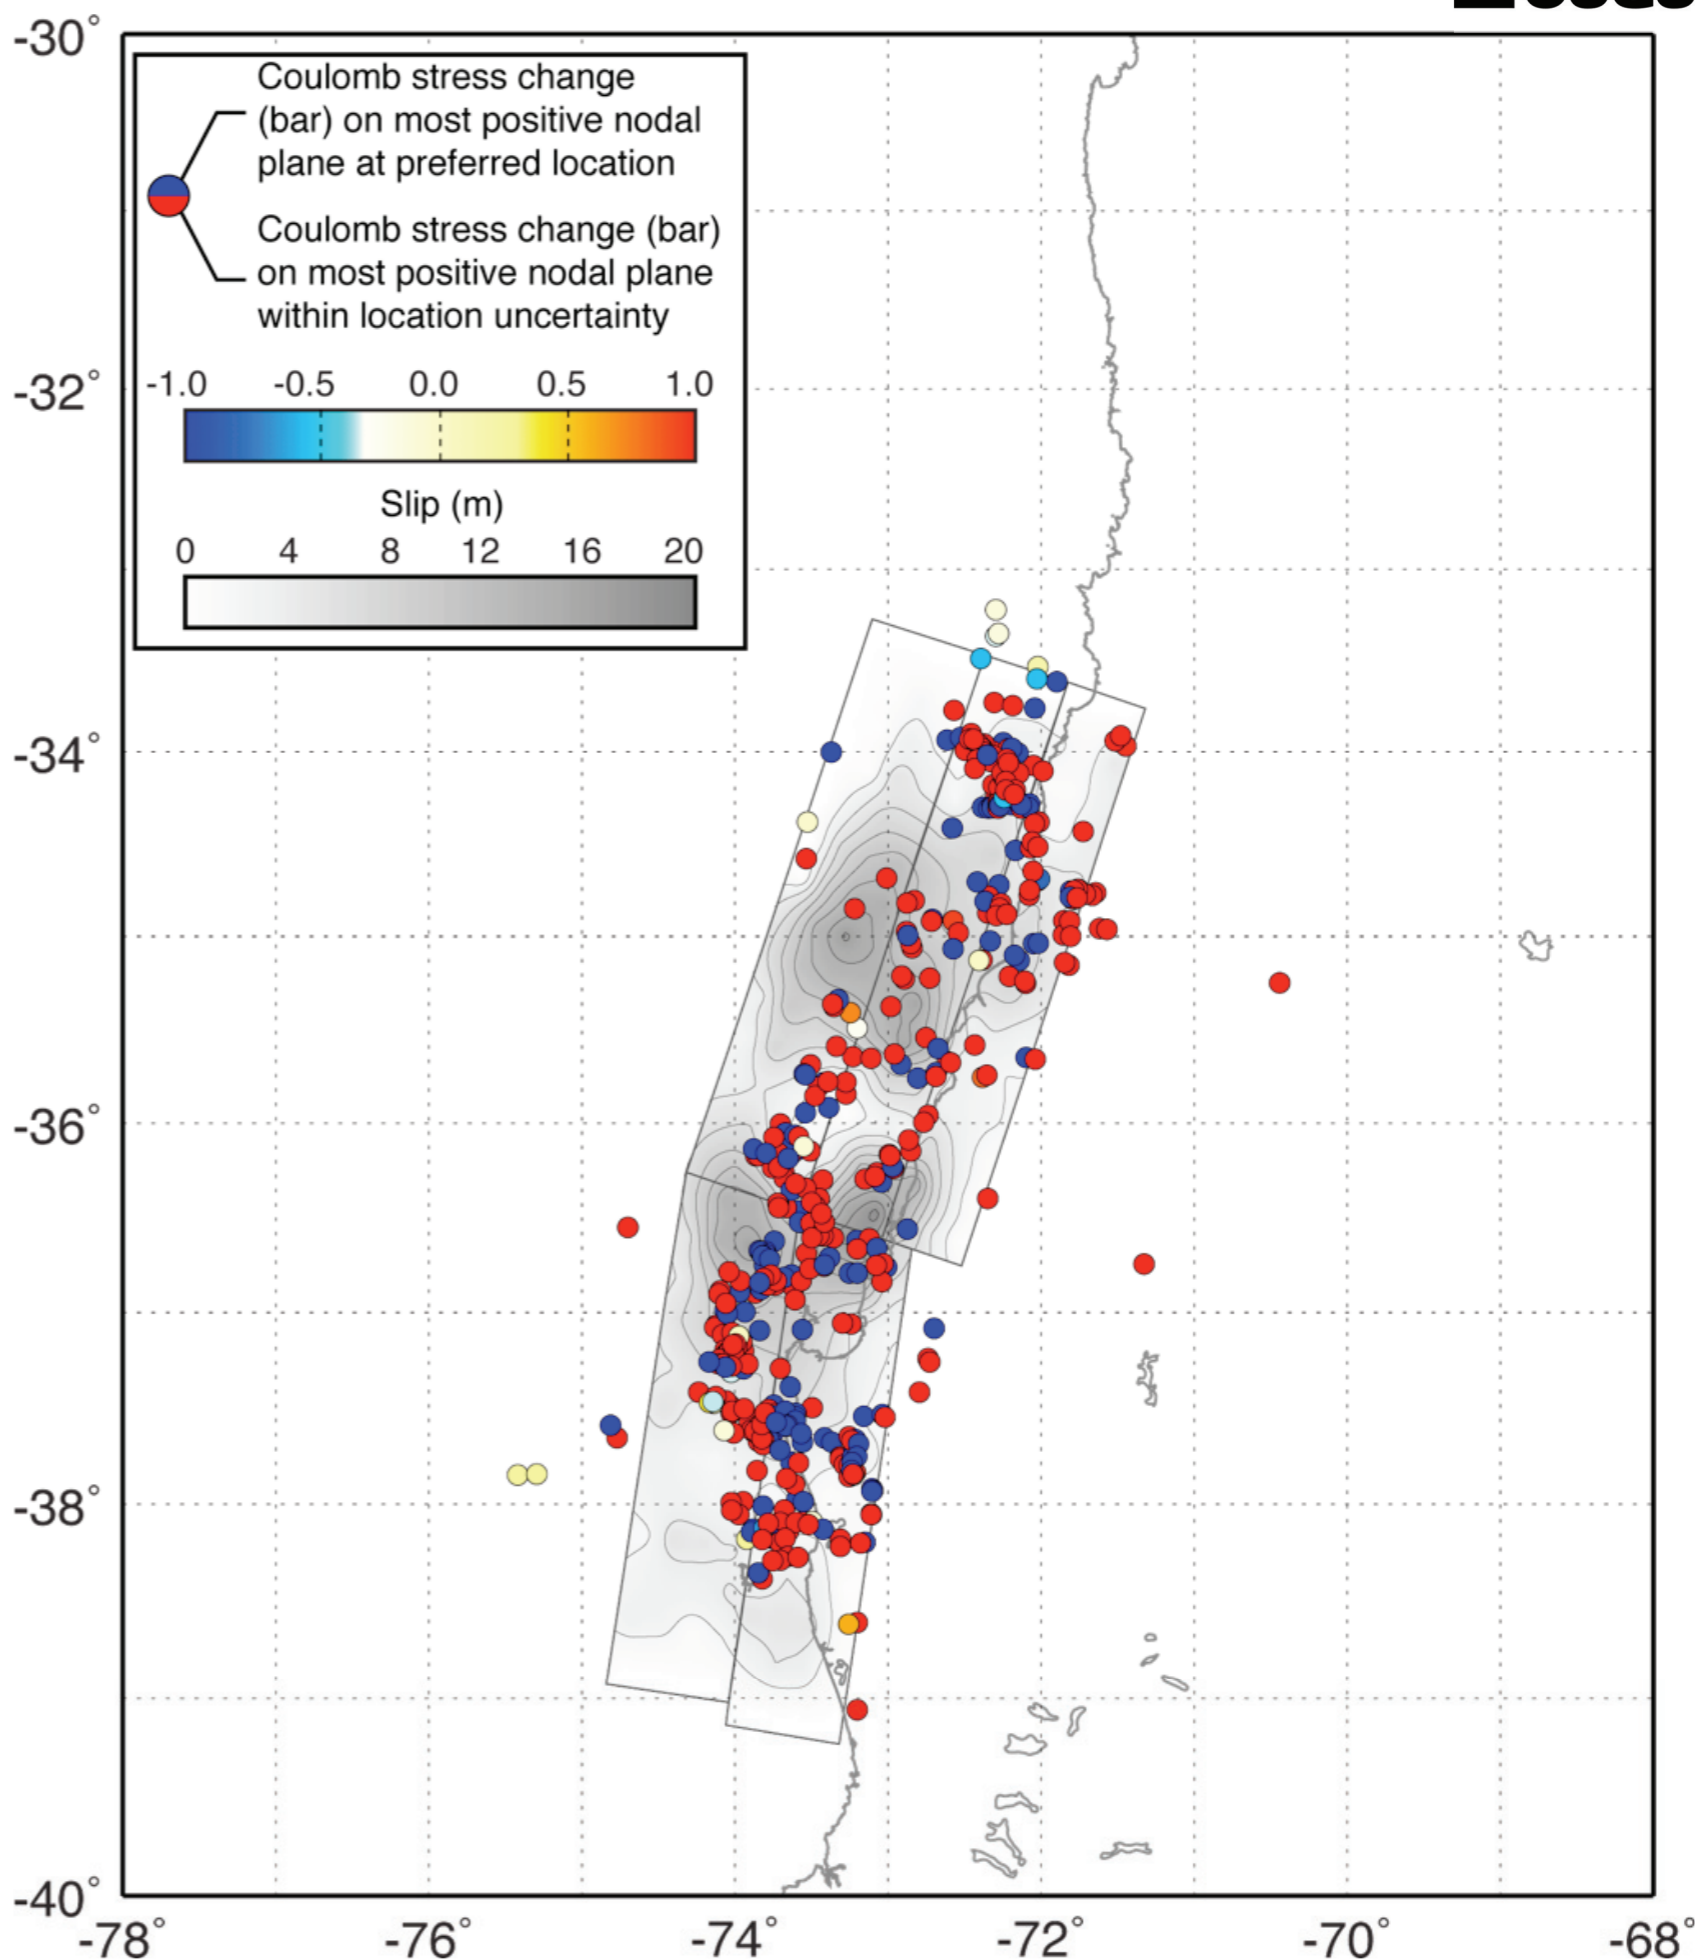 -30°
Coulomb stress change
(bar) on most positive nodal
plane at preferred location
Coulomb stress change (bar)
on most positive nodal plane
within location uncertainty
-1.0 -0.5 0.0 0.5 1.0
Slip (m)
0 4 8 12 16 20
-32°
-34°
-36°
-38°
-40°
-78° -76° -74° -72° -70° -68°